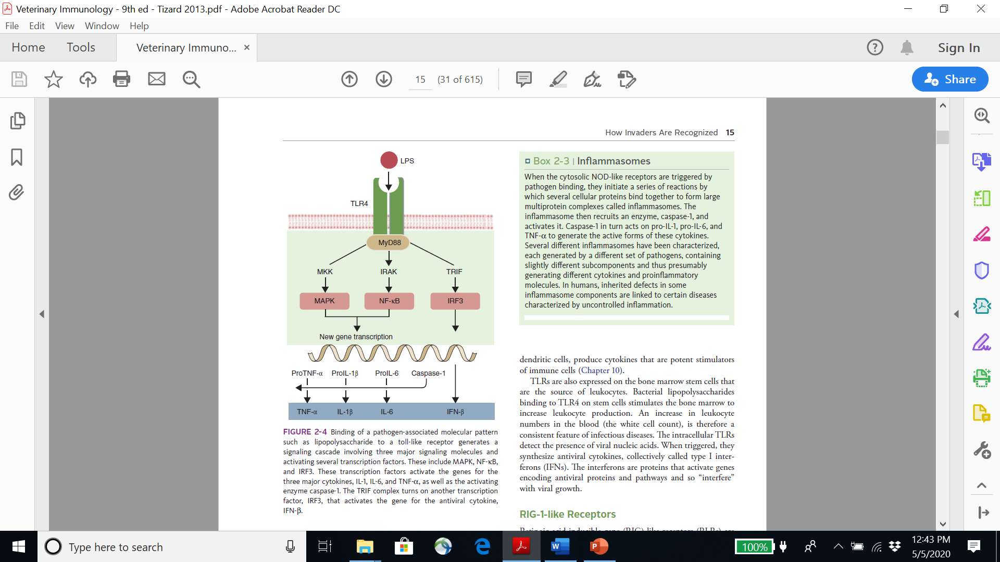 Veterinary Immunology - 9th ed - Tizard 2013.pdf - Adobe Acrobat Reader DC
File Edit View Window Help
Home Tools Veterinary Immuno... × Sign In
15 (31 of 615) Share
How Invaders Are Recognized 15
LPS
TLR4
MyD88
MKK IRAK TRIF
MAPK NF-κB IRF3
New gene transcription
ProTNF-α ProIL-1β ProIL-6 Caspase-1
TNF-α IL-1β IL-6 IFN-β
FIGURE 2-4 Binding of a pathogen-associated molecular pattern
such as lipopolysaccharide to a toll-like receptor generates a
signaling cascade involving three major signaling molecules and
activating several transcription factors. These include MAPK, NF-κB,
and IRF3. These transcription factors activate the genes for the
three major cytokines, IL-1, IL-6, and TNF-α, as well as the activating
enzyme caspase-1. The TRIF complex turns on another transcription
factor, IRF3, that activates the gene for the antiviral cytokine,
IFN-β.
Box 2-3 | Inflammasomes
When the cytosolic NOD-like receptors are triggered by
pathogen binding, they initiate a series of reactions by
which several cellular proteins bind together to form large
multiprotein complexes called inflammasomes. The
inflammasome then recruits an enzyme, caspase-1, and
activates it. Caspase-1 in turn acts on pro-IL-1, pro-IL-6, and
TNF-α to generate the active forms of these cytokines.
Several different inflammasomes have been characterized,
each generated by a different set of pathogens, containing
slightly different subcomponents and thus presumably
generating different cytokines and proinflammatory
molecules. In humans, inherited defects in some
inflammasome components are linked to certain diseases
characterized by uncontrolled inflammation.
dendritic cells, produce cytokines that are potent stimulators
of immune cells (Chapter 10).
TLRs are also expressed on the bone marrow stem cells that
are the source of leukocytes. Bacterial lipopolysaccharides
binding to TLR4 on stem cells stimulates the bone marrow to
increase leukocyte production. An increase in leukocyte
numbers in the blood (the white cell count), is therefore a
consistent feature of infectious diseases. The intracellular TLRs
detect the presence of viral nucleic acids. When triggered, they
synthesize antiviral cytokines, collectively called type I inter-
ferons (IFNs). The interferons are proteins that activate genes
encoding antiviral proteins and pathways and so “interfere”
with viral growth.
RIG-1-like Receptors
Retinoic acid inducible gene (RIG)-like receptors (RLRs) are
Type here to search
100%
12:43 PM
5/5/2020